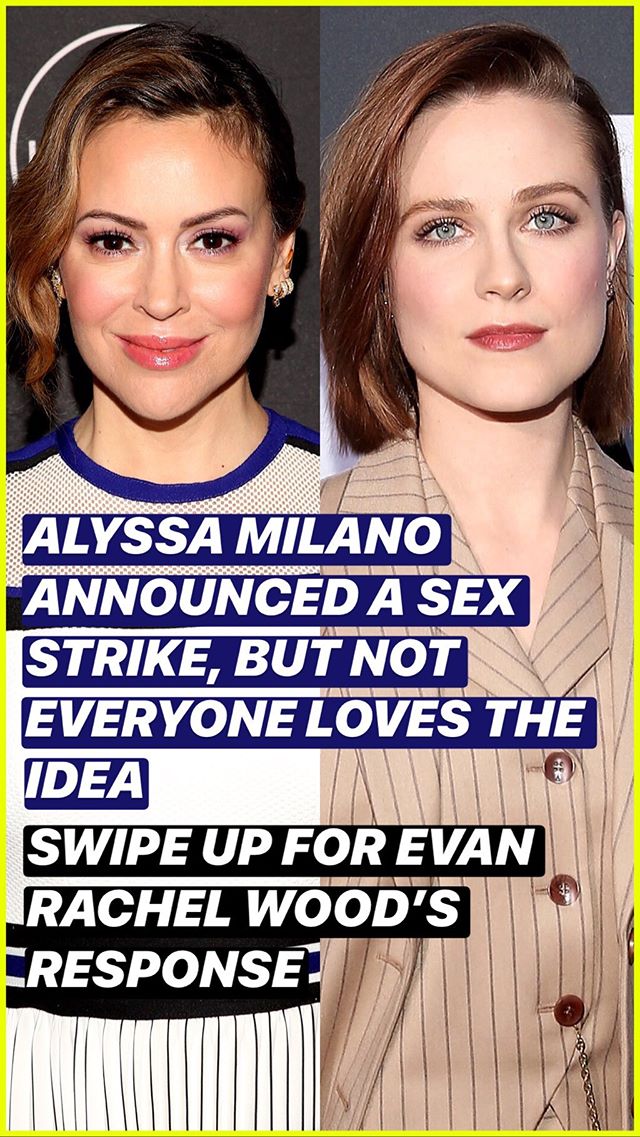 ALYSSA MILANO
ANNOUNCED A SEX
STRIKE, BUT NOT
EVERYONE LOVES THE
IDEA
SWIPE UP FOR EVAN
RACHEL WOOD’S
RESPONSE